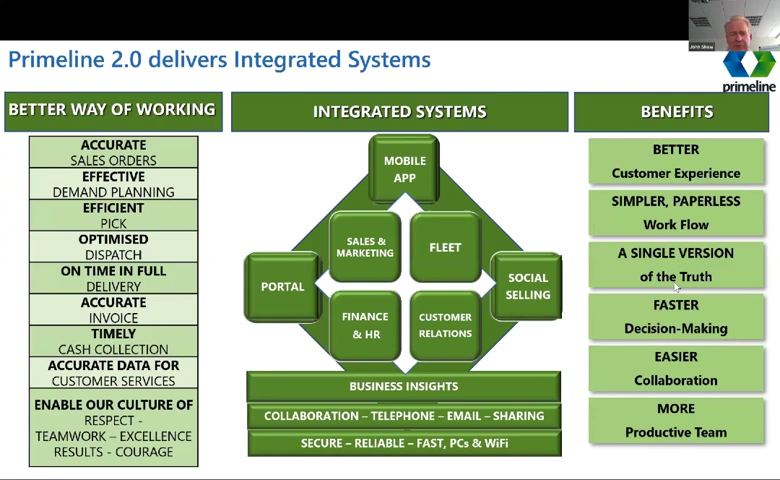 John Shaw
Primeline 2.0 delivers Integrated Systems
primeline
BETTER WAY OF WORKING
ACCURATE
SALES ORDERS
EFFECTIVE
DEMAND PLANNING
EFFICIENT
PICK
OPTIMISED
DISPATCH
ON TIME IN FULL
DELIVERY
ACCURATE
INVOICE
TIMELY
CASH COLLECTION
ACCURATE DATA FOR
CUSTOMER SERVICES
ENABLE OUR CULTURE OF
RESPECT -
TEAMWORK – EXCELLENCE
RESULTS - COURAGE
INTEGRATED SYSTEMS
MOBILE
APP
SALES &
MARKETING
FLEET
PORTAL
SOCIAL
SELLING
FINANCE
& HR
CUSTOMER
RELATIONS
BUSINESS INSIGHTS
COLLABORATION – TELEPHONE – EMAIL – SHARING
SECURE – RELIABLE – FAST, PCs & WiFi
BENEFITS
BETTER
Customer Experience
SIMPLER, PAPERLESS
Work Flow
A SINGLE VERSION
of the Truth
FASTER
Decision-Making
EASIER
Collaboration
MORE
Productive Team